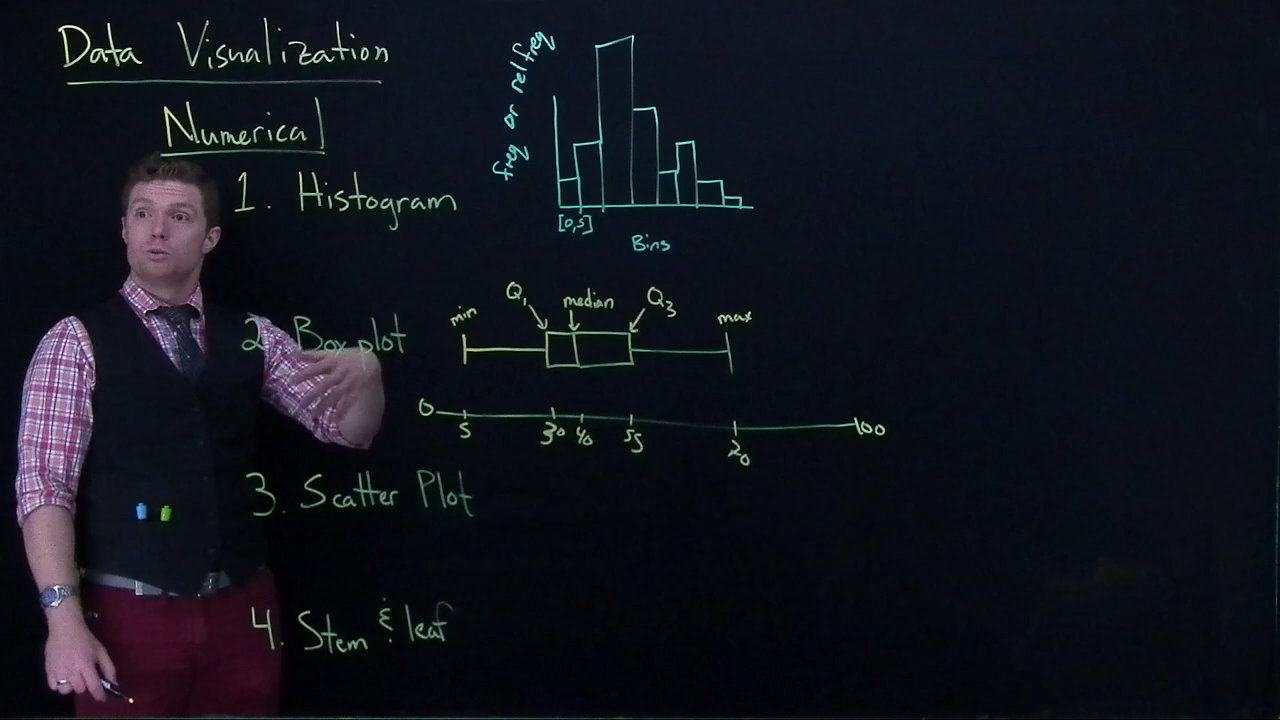 Data Visualization
Numerical
1. Histogram
freq or rel freq
[0,5]
Bins
2. Box plot
min Q1 median Q3 max
0 5 30 40 55 20 100
3. Scatter Plot
4. Stem & leaf